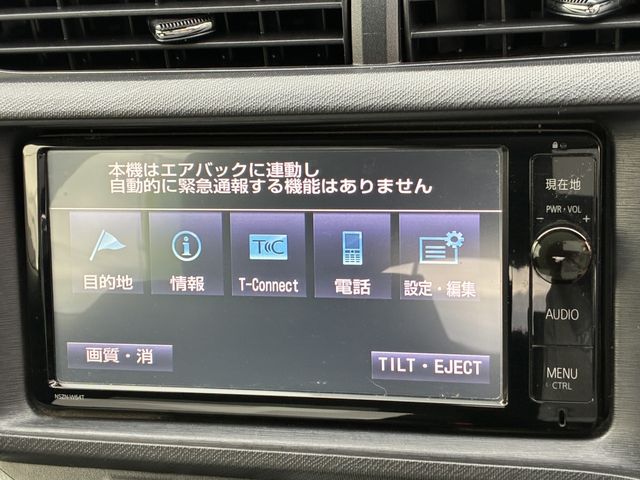 本機はエアバックに連動し
自動的に緊急通報する機能はありません
現在地
PWR・VOL
- +
目的地
情報
T-Connect
電話
設定・編集
AUDIO
画質・消
TILT・EJECT
MENU
CTRL
NSZN-W64T